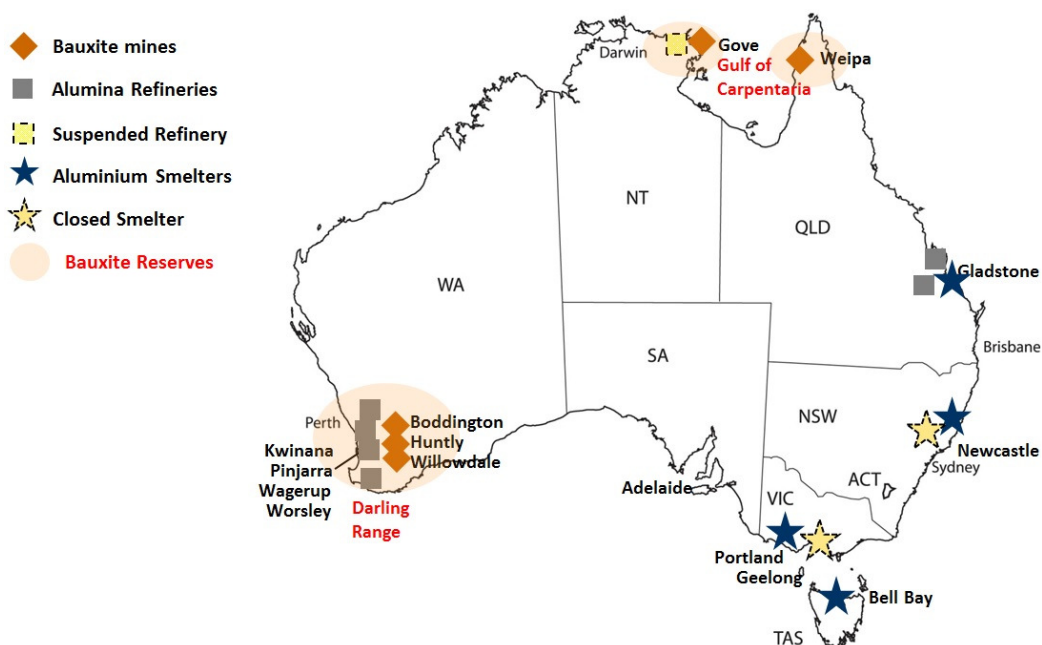 Bauxite mines
Alumina Refineries
Suspended Refinery
Aluminium Smelters
Closed Smelter
Bauxite Reserves
Darwin
Gove
Gulf of
Carpentaria
Weipa
NT
QLD
WA
Gladstone
SA
Brisbane
Perth
Boddington
Huntly
Willowdale
Kwinana
Pinjarra
Wagerup
Worsley
Darling
Range
NSW
Newcastle
Sydney
Adelaide
ACT
VIC
Portland
Geelong
Bell Bay
TAS